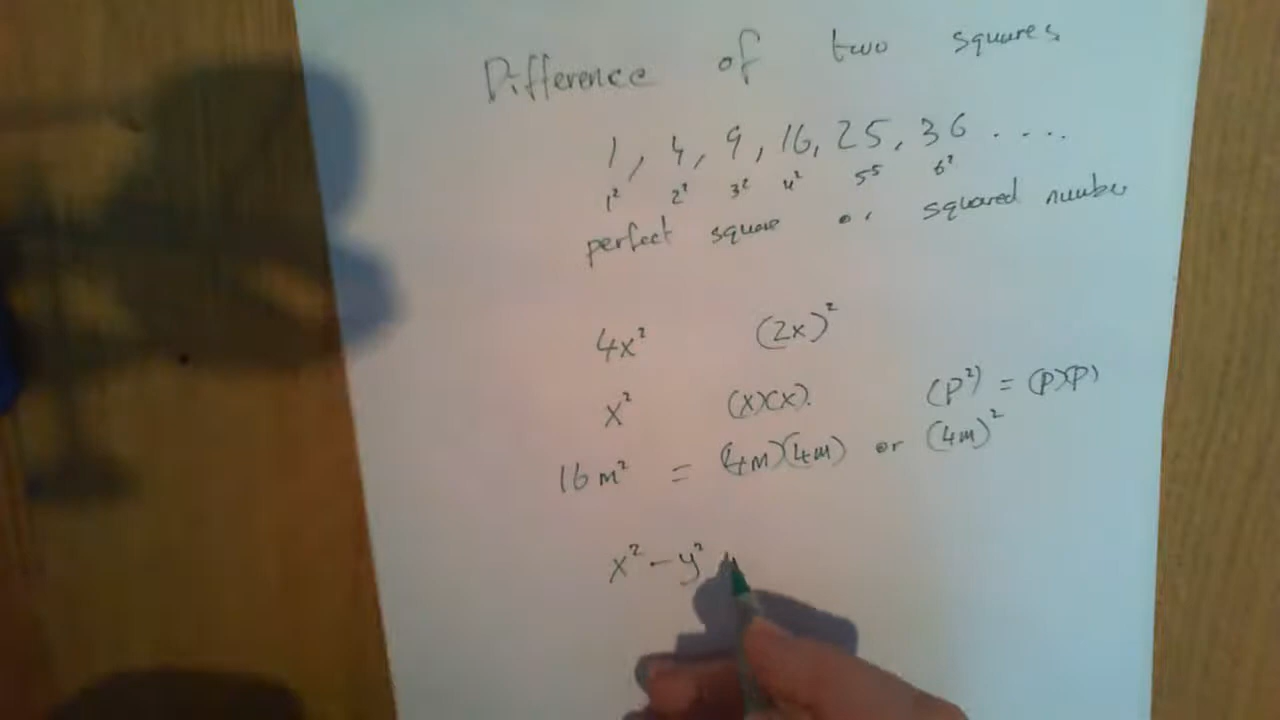 Difference of two squares
1, 4, 9, 16, 25, 36 ....
1² 2² 3² 4² 5⁵ 6²
perfect square or squared number
4x² (2x)²
x² (x)(x). (p²) = (p)(p)
16m² = (4m)(4m) or (4m)²
x² - y²